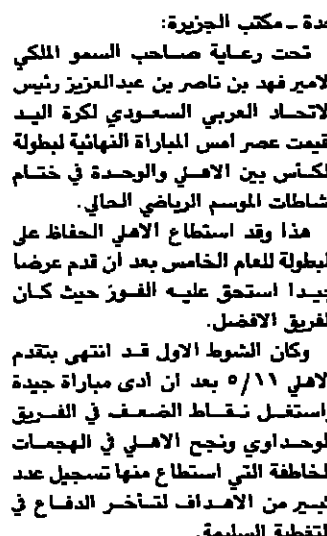 جدة ـ مكتب الجزيرة:
تحت رعاية صاحب السمو الملكي
الامير فهد بن ناصر بن عبدالعزيز رئيس
الاتحاد العربي السعودي لكرة اليد
اقيمت عصر امس المباراة النهائية لبطولة
الكأس بين الاهلي والوحدة في ختام
نشاطات الموسم الرياضي الحالي.
هذا وقد استطاع الاهلي الحفاظ على
البطولة للعام الخامس بعد ان قدم عرضا
جيدا استحق عليه الفوز حيث كان
الفريق الافضل.
وكان الشوط الاول قد انتهى بتقدم
الاهلي ٥/١١ بعد ان أدى مباراة جيدة
واستغل نقاط الضعف في الفريق
الوحداوي ونجح الاهلي في الهجمات
الخاطفة التي استطاع منها تسجيل عدد
كبير من الاهداف لتأخر الدفاع في
التغطية السليمة.